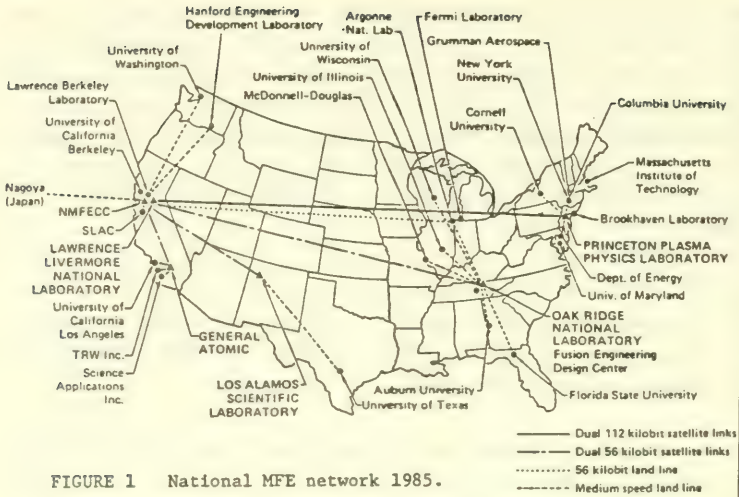 Hanford Engineering
Development Laboratory
University of
Washington
Lawrence Berkeley
Laboratory
University of
California
Berkeley
Nagoya
(Japan)
NMFECC
SLAC
LAWRENCE
LIVERMORE
NATIONAL
LABORATORY
University of
California
Los Angeles
TRW Inc.
Science
Applications
Inc.
GENERAL
ATOMIC
LOS ALAMOS
SCIENTIFIC
LABORATORY
Argonne
Nat. Lab
University of
Wisconsin
University of Illinois
McDonnell-Douglas
Fermi Laboratory
Grumman Aerospace
New York
University
Cornell
University
Columbia University
Massachusetts
Institute of
Technology
Brookhaven Laboratory
PRINCETON PLASMA
PHYSICS LABORATORY
Dept. of Energy
Univ. of Maryland
OAK RIDGE
NATIONAL
LABORATORY
Fusion Engineering
Design Center
Florida State University
Auburn University
University of Texas
Dual 112 kilobit satellite links
Dual 56 kilobit satellite links
56 kilobit land line
Medium speed land line
FIGURE 1 National MFE network 1985.